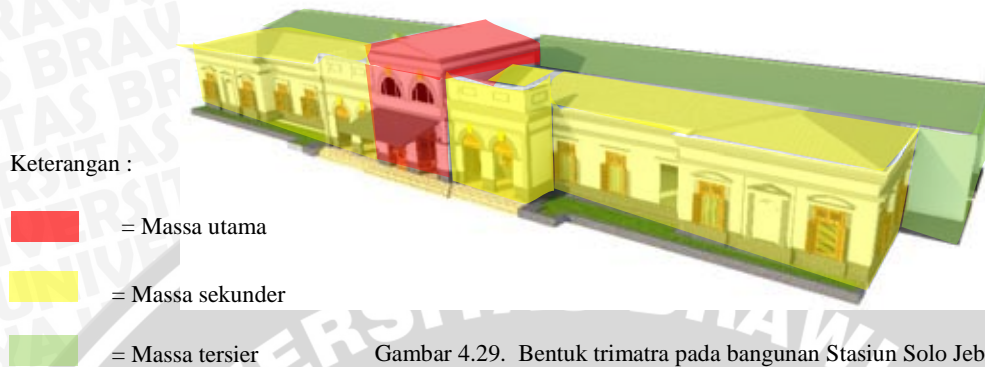 Keterangan :
= Massa utama
= Massa sekunder
= Massa tersier
Gambar 4.29. Bentuk trimatra pada bangunan Stasiun Solo Jeb